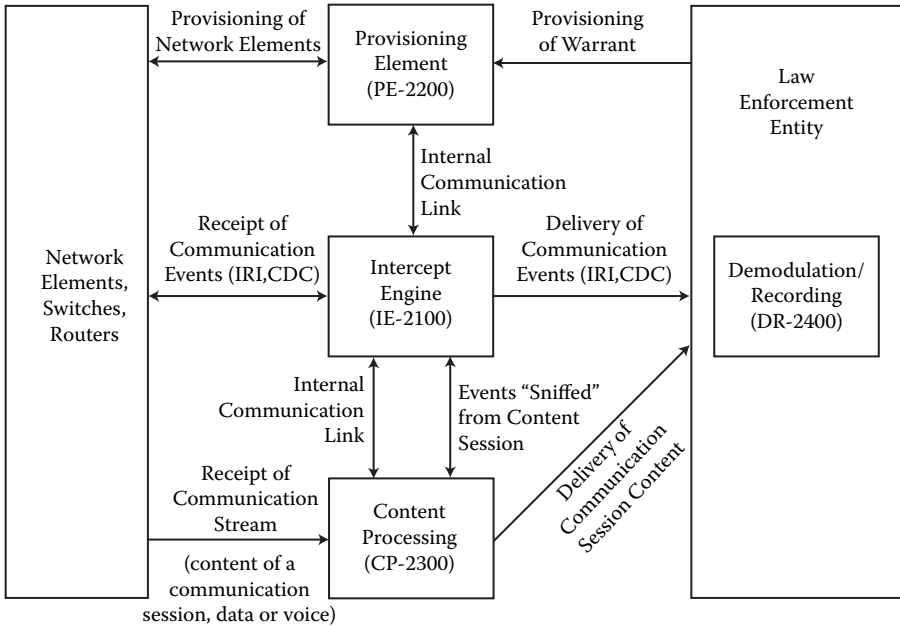 Provisioning of
Network Elements
Provisioning
Element
(PE-2200)
Provisioning
of Warrant
Law
Enforcement
Entity
Internal
Communication
Link
Receipt of
Communication
Events (IRI,CDC)
Delivery of
Communication
Events (IRI,CDC)
Network
Elements,
Switches,
Routers
Intercept
Engine
(IE-2100)
Demodulation/
Recording
(DR-2400)
Internal
Communication
Link
Events “Sniffed”
from Content
Session
Receipt of
Communication
Stream
(content of a
communication
session, data or voice)
Content
Processing
(CP-2300)
Delivery of
Communication
Session Content